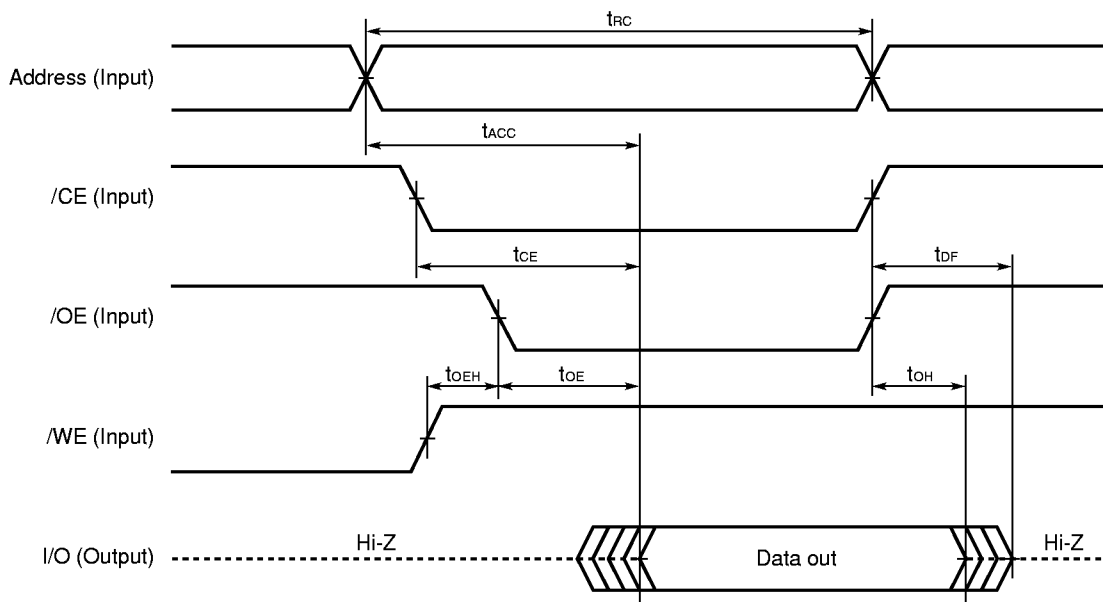 tRC
Address (Input)
tACC
/CE (Input)
tCE
tDF
/OE (Input)
tOEH
tOE
tOH
/WE (Input)
Hi-Z
I/O (Output)
Data out
Hi-Z